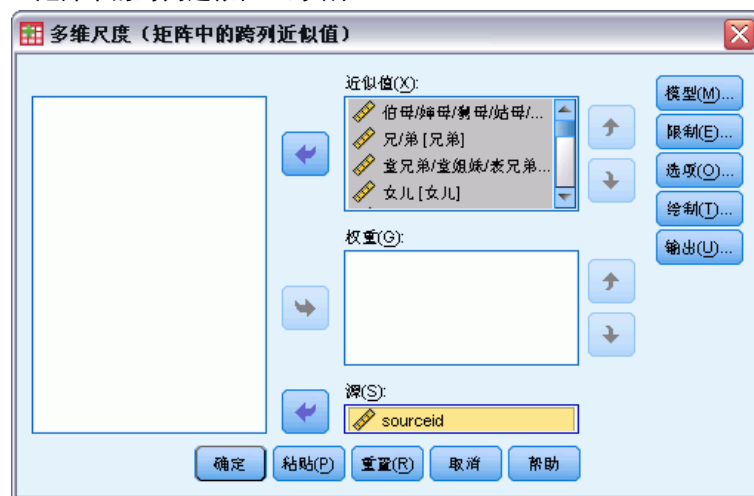 多维尺度（矩阵中的跨列近似值）
近似值(X):
伯母/婶母/舅母/姑母/...
兄/弟 [兄弟]
堂兄弟/堂姐妹/表兄弟...
女儿 [女儿]
权重(G):
源(S):
sourceid
模型(M)...
限制(E)...
选项(O)...
绘制(T)...
输出(U)...
确定
粘贴(P)
重置(R)
取消
帮助